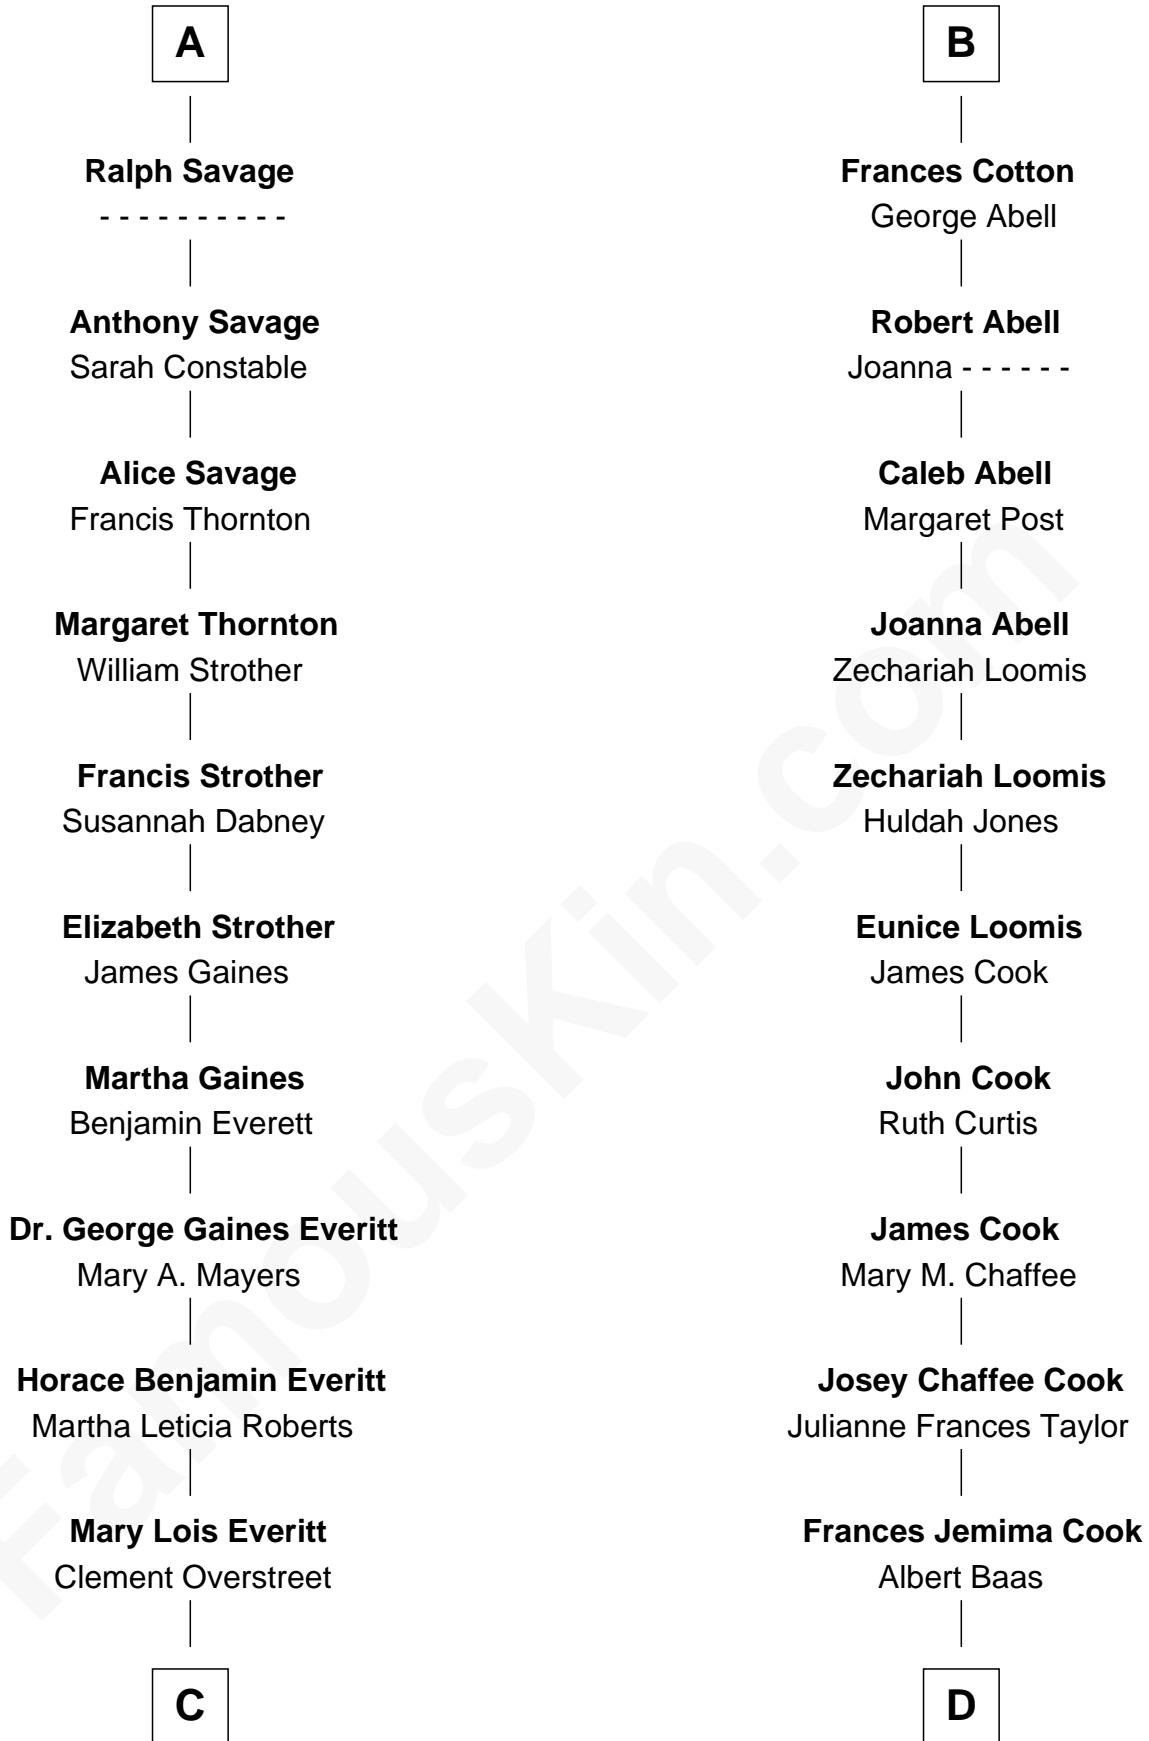 A
Ralph Savage
- - - - - - - - - -
Anthony Savage
Sarah Constable
Alice Savage
Francis Thornton
Margaret Thornton
William Strother
Francis Strother
Susannah Dabney
Elizabeth Strother
James Gaines
Martha Gaines
Benjamin Everett
Dr. George Gaines Everitt
Mary A. Mayers
Horace Benjamin Everitt
Martha Leticia Roberts
Mary Lois Everitt
Clement Overstreet
C
B
Frances Cotton
George Abell
Robert Abell
Joanna - - - - - -
Caleb Abell
Margaret Post
Joanna Abell
Zechariah Loomis
Zechariah Loomis
Huldah Jones
Eunice Loomis
James Cook
John Cook
Ruth Curtis
James Cook
Mary M. Chaffee
Josey Chaffee Cook
Julianne Frances Taylor
Frances Jemima Cook
Albert Baas
D
FamousKin.com